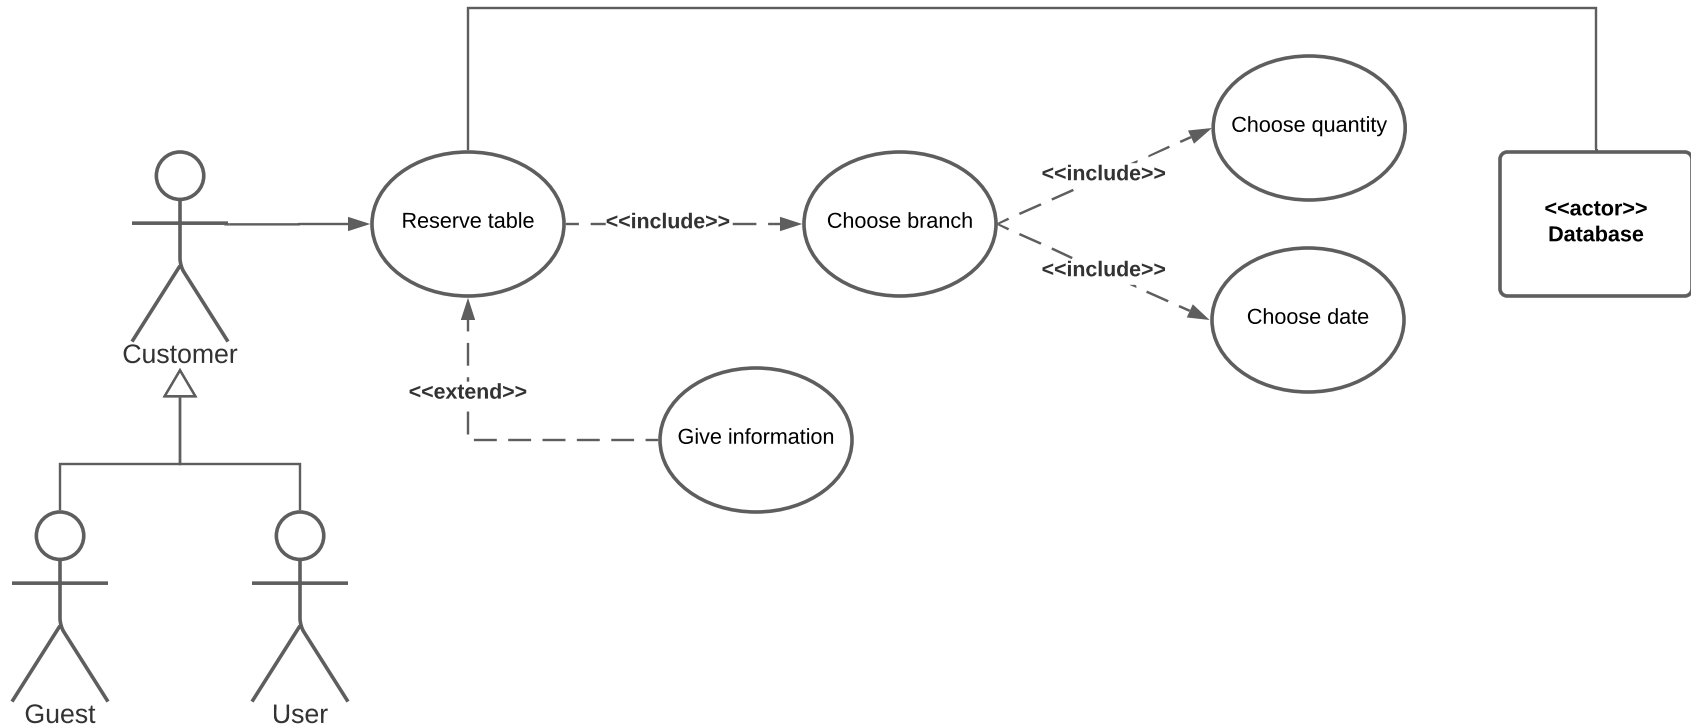 Choose quantity
<<include>>
<<actor>>
Database
Reserve table
<<include>>
Choose branch
<<include>>
Choose date
Customer
<<extend>>
Give information
Guest
User